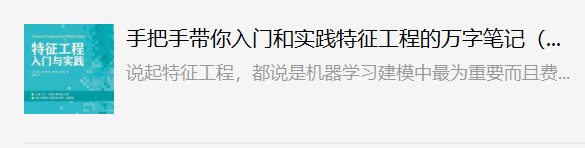 手把手带你入门和实践特征工程的万字笔记（...
说起特征工程，都说是机器学习建模中最为重要而且费...
特征工程
入门与实践